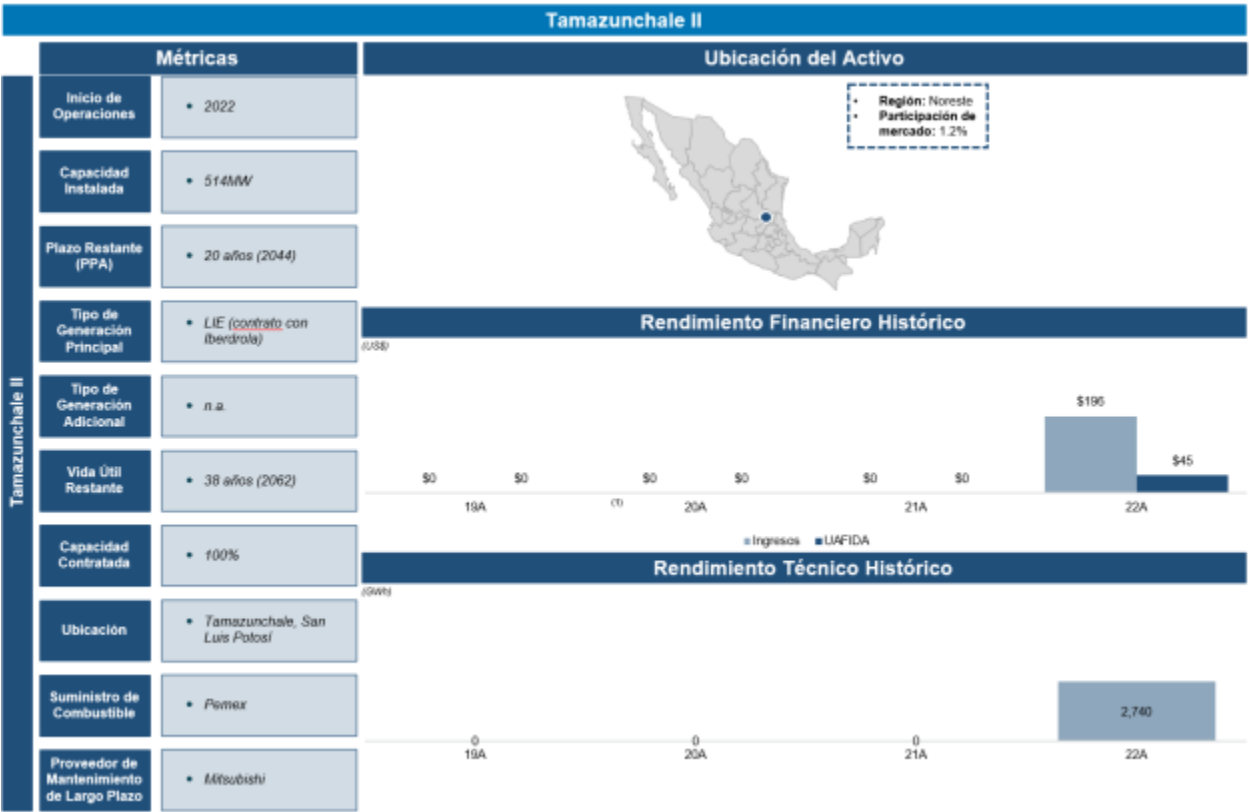 Tamazunchale II
Métricas
Ubicación del Activo
Tamazunchale II
Inicio de
Operaciones
• 2022
Capacidad
Instalada
• 514MW
Plazo Restante
(PPA)
• 20 años (2044)
Tipo de
Generación
Principal
• LIE (contrato con
Iberdrola)
Tipo de
Generación
Adicional
• n.a.
Vida Útil
Restante
• 38 años (2062)
Capacidad
Contratada
• 100%
Ubicación
• Tamazunchale, San
Luis Potosí
Suministro de
Combustible
• Pemex
Proveedor de
Mantenimiento
de Largo Plazo
• Mitsubishi
• Región: Noreste
• Participación de
mercado: 1.2%
Rendimiento Financiero Histórico
(US$)
$0 $0 $0 $0 $0 $0 $196 $45
19A (1) 20A 21A 22A
Ingresos UAFIDA
Rendimiento Técnico Histórico
(GWh)
0 0 0 2,740
19A 20A 21A 22A